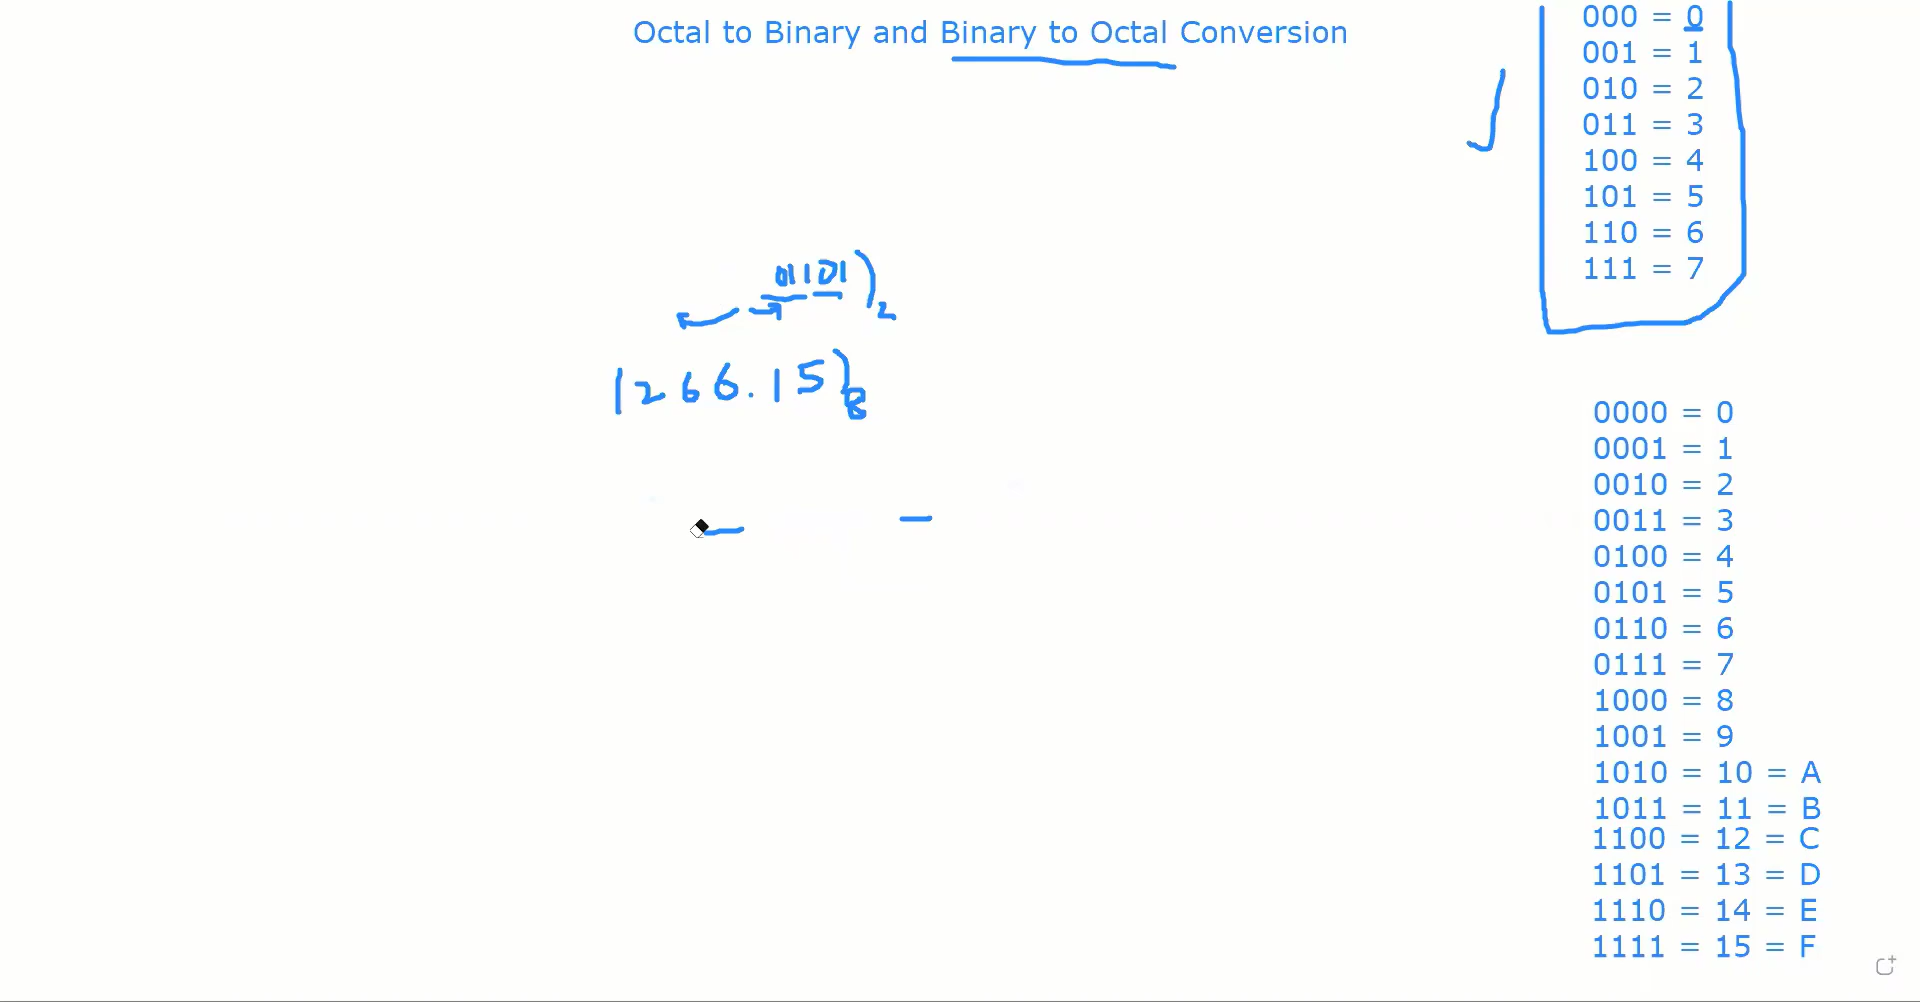 Octal to Binary and Binary to Octal Conversion
000 = 0
001 = 1
010 = 2
011 = 3
100 = 4
101 = 5
110 = 6
111 = 7
01101)2
1266.15)8
0000 = 0
0001 = 1
0010 = 2
0011 = 3
0100 = 4
0101 = 5
0110 = 6
0111 = 7
1000 = 8
1001 = 9
1010 = 10 = A
1011 = 11 = B
1100 = 12 = C
1101 = 13 = D
1110 = 14 = E
1111 = 15 = F